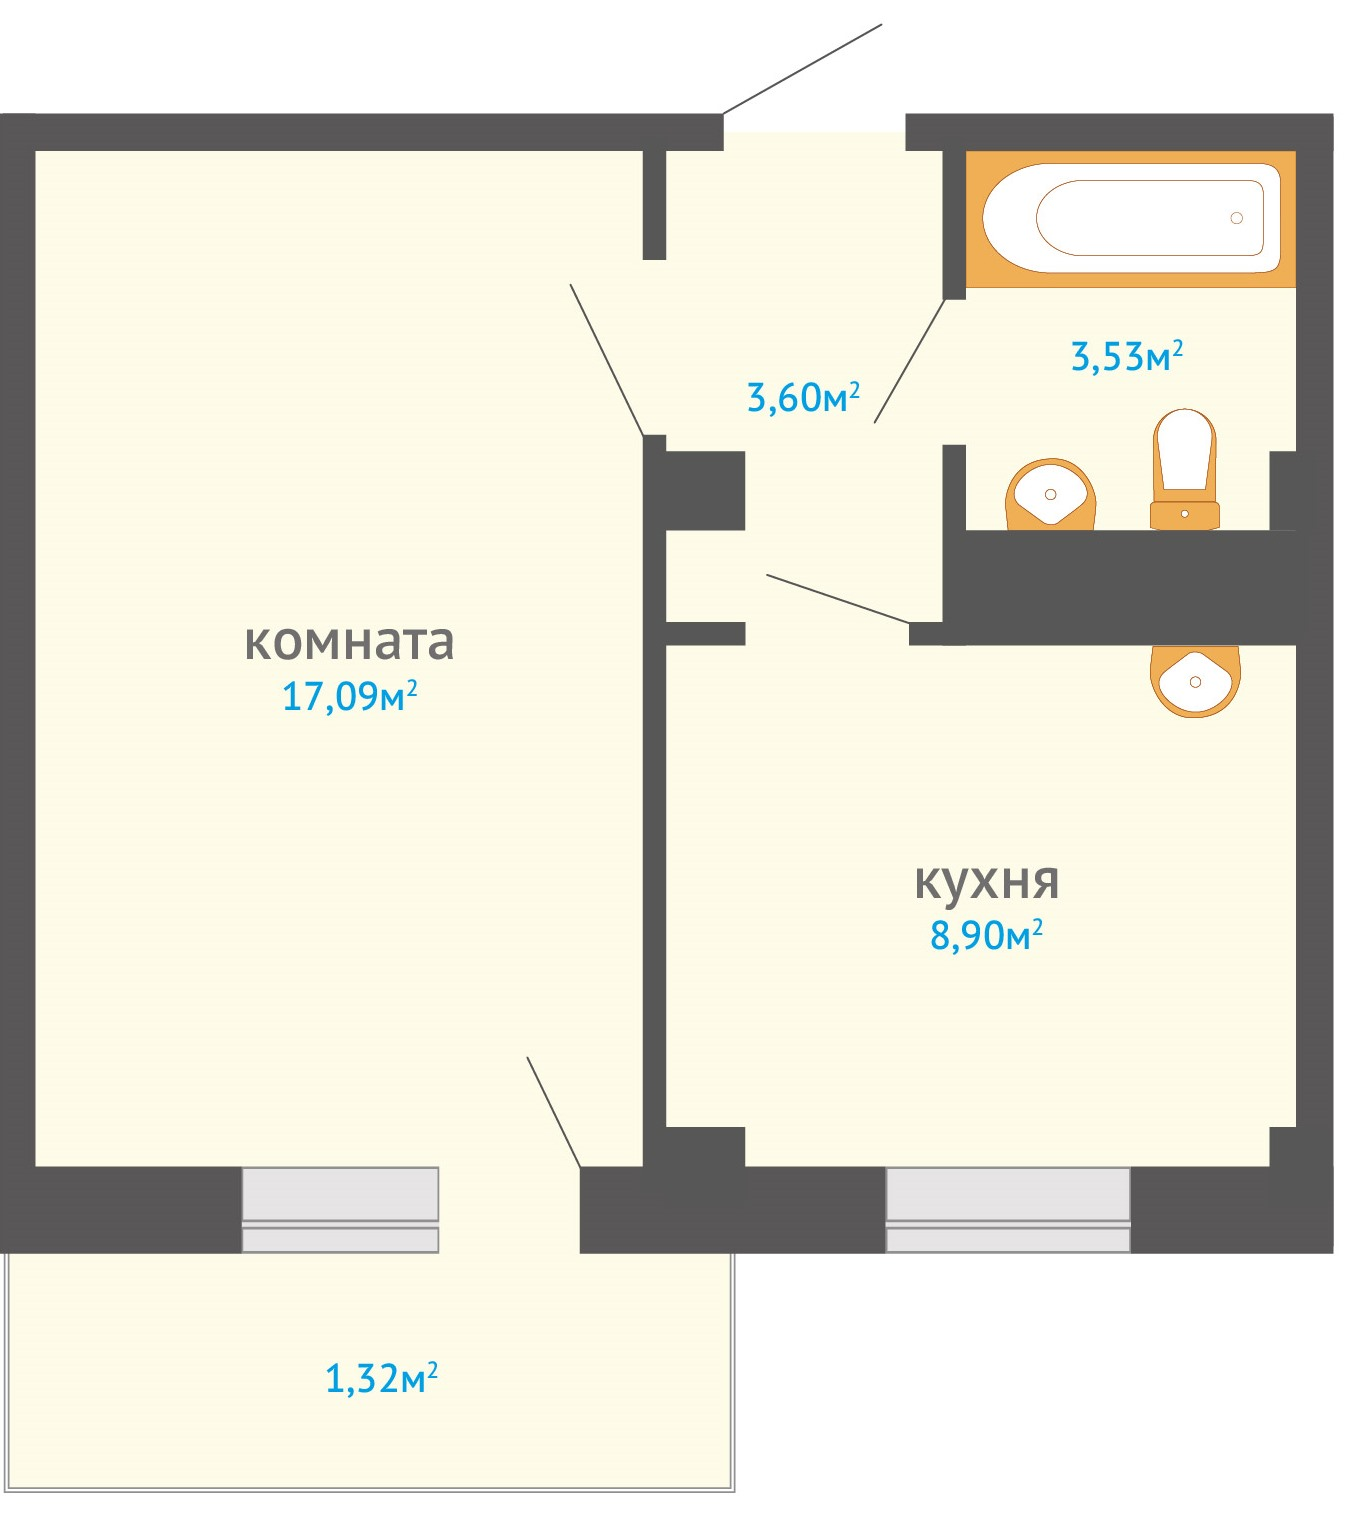 3,53м²
3,60м²
комната
17,09м²
кухня
8,90м²
1,32м²